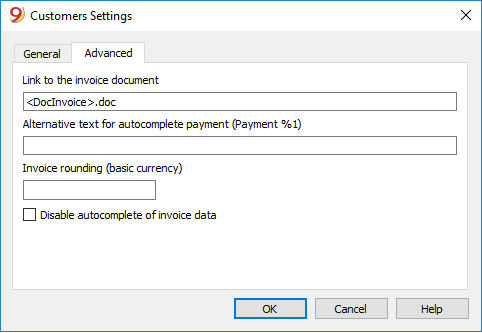 9 Customers Settings
General Advanced
Link to the invoice document
<DocInvoice>.doc
Alternative text for autocomplete payment (Payment %1)
Invoice rounding (basic currency)
Disable autocomplete of invoice data
OK Cancel Help